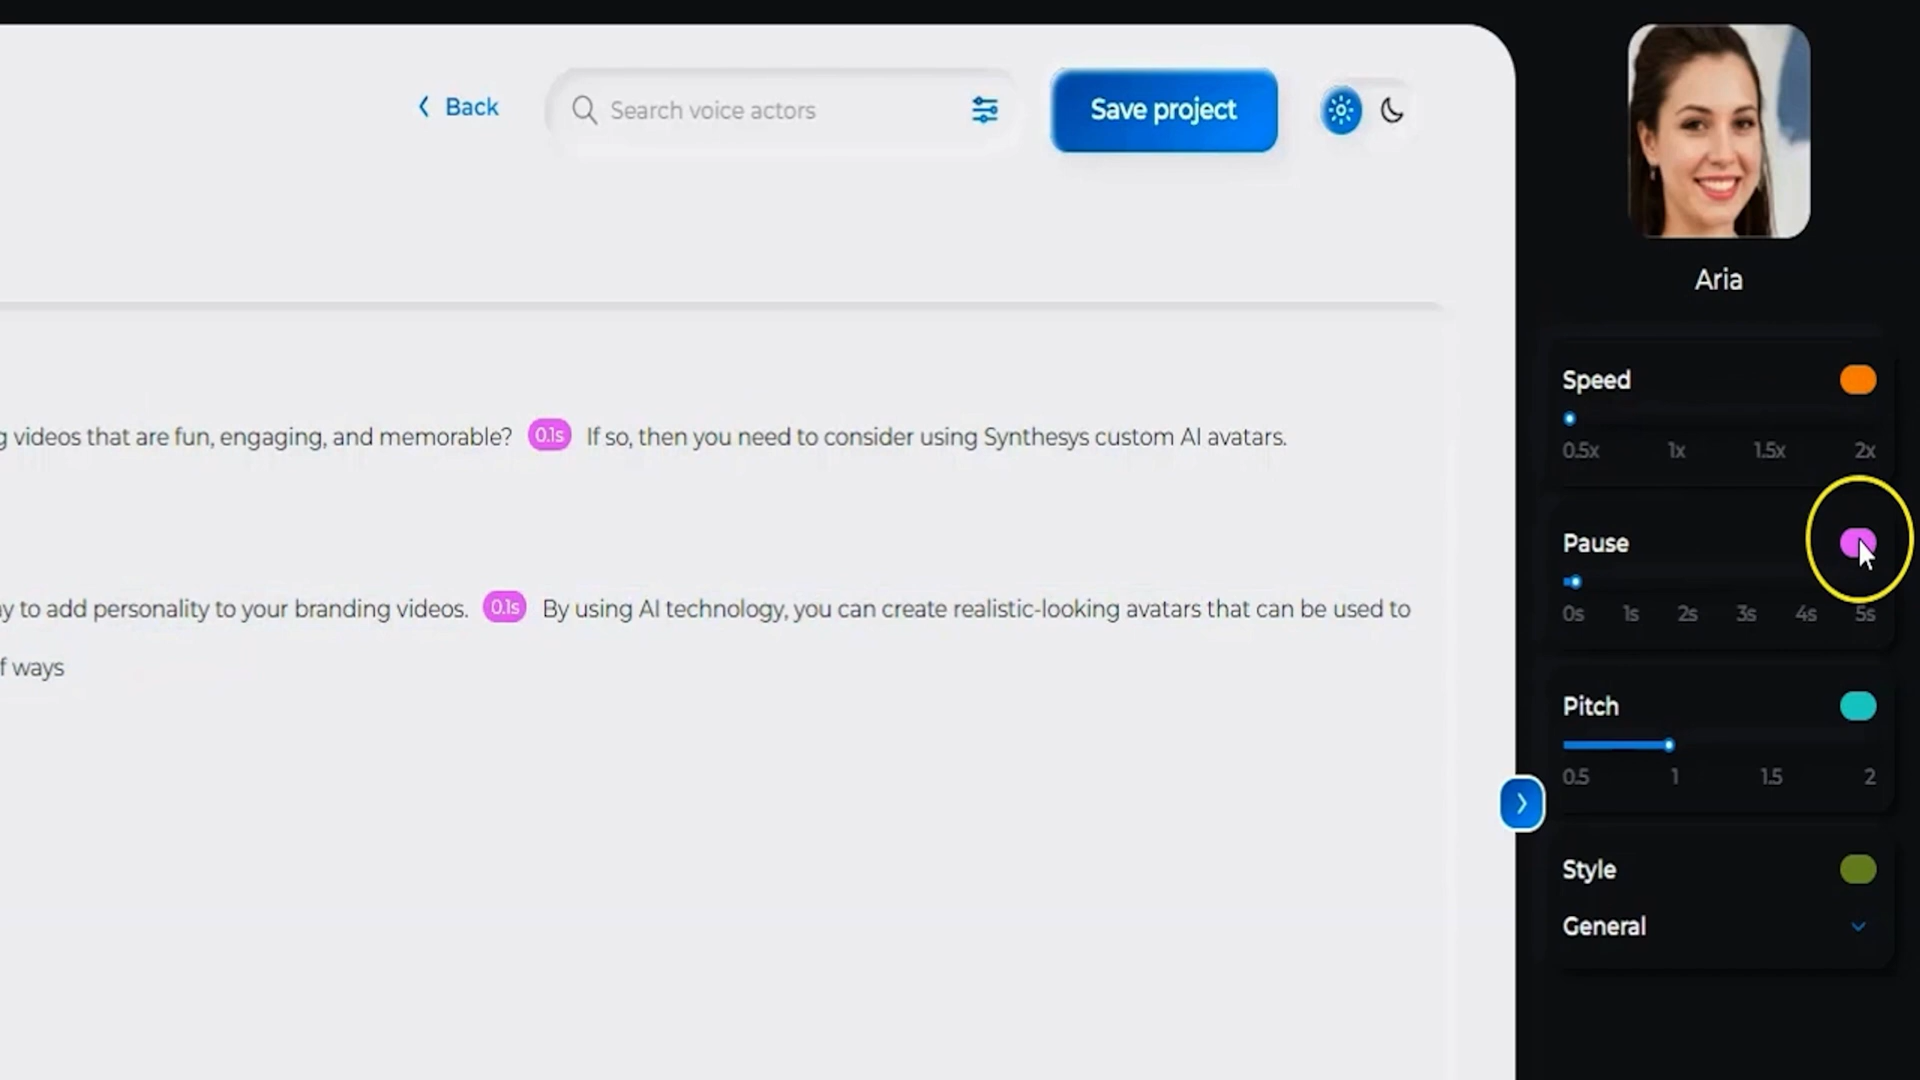 Back
Search voice actors
Save project
Aria
Speed
0.5x 1x 1.5x 2x
g videos that are fun, engaging, and memorable? 0.1s If so, then you need to consider using Synthesys custom AI avatars.
Pause
0s 1s 2s 3s 4s 5s
y to add personality to your branding videos. 0.1s By using AI technology, you can create realistic-looking avatars that can be used to
f ways
Pitch
0.5 1 1.5 2
Style
General